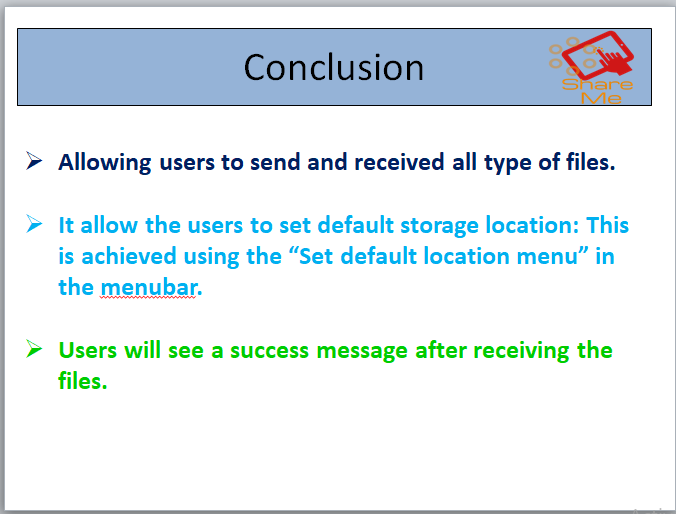 Conclusion
Share
Me
Allowing users to send and received all type of files.
It allow the users to set default storage location: This
is achieved using the “Set default location menu” in
the menubar.
Users will see a success message after receiving the
files.